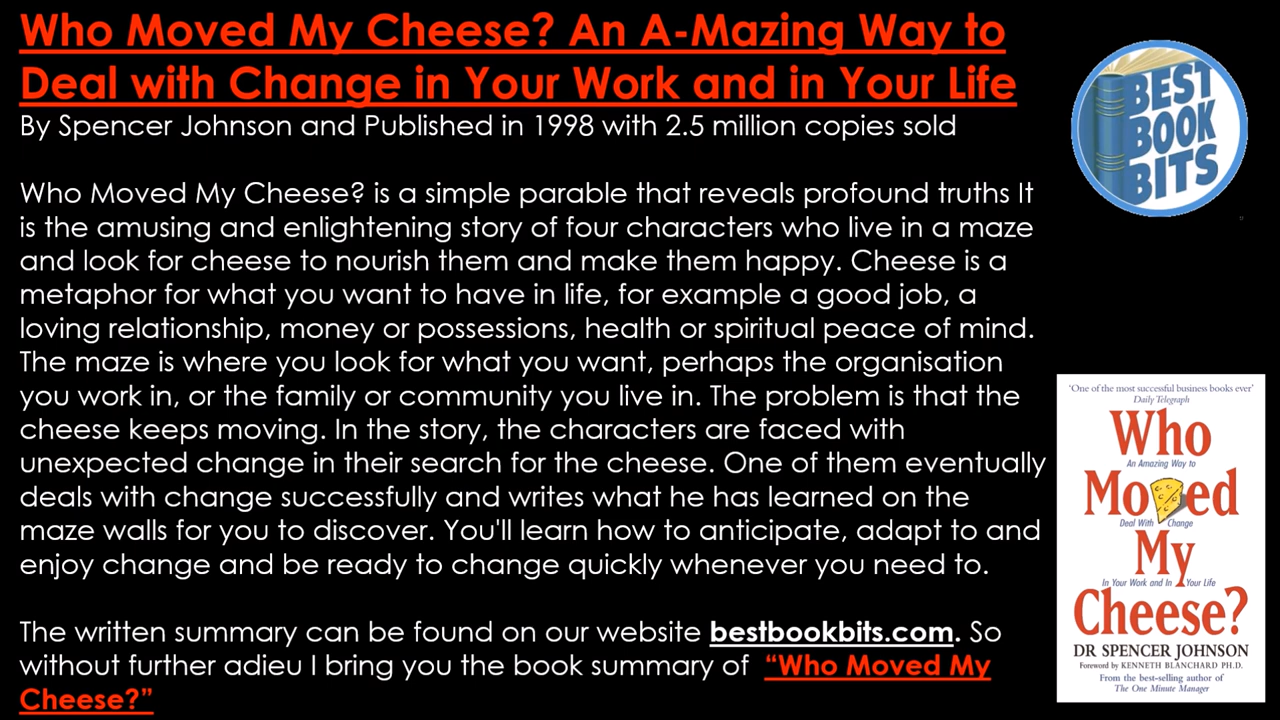 Who Moved My Cheese? An A-Mazing Way to
Deal with Change in Your Work and in Your Life
By Spencer Johnson and Published in 1998 with 2.5 million copies sold
Who Moved My Cheese? is a simple parable that reveals profound truths It
is the amusing and enlightening story of four characters who live in a maze
and look for cheese to nourish them and make them happy. Cheese is a
metaphor for what you want to have in life, for example a good job, a
loving relationship, money or possessions, health or spiritual peace of mind.
The maze is where you look for what you want, perhaps the organisation
you work in, or the family or community you live in. The problem is that the
cheese keeps moving. In the story, the characters are faced with
unexpected change in their search for the cheese. One of them eventually
deals with change successfully and writes what he has learned on the
maze walls for you to discover. You'll learn how to anticipate, adapt to and
enjoy change and be ready to change quickly whenever you need to.
The written summary can be found on our website bestbookbits.com. So
without further adieu I bring you the book summary of “Who Moved My
Cheese?”
BEST
BOOK
BITS
‘One of the most successful business books ever’
Daily Telegraph
Who
An Amazing Way to
Moved
Deal With Change
My
In Your Work and In Your Life
Cheese?
DR SPENCER JOHNSON
Foreword by KENNETH BLANCHARD PH.D.
From the best-selling author of
The One Minute Manager